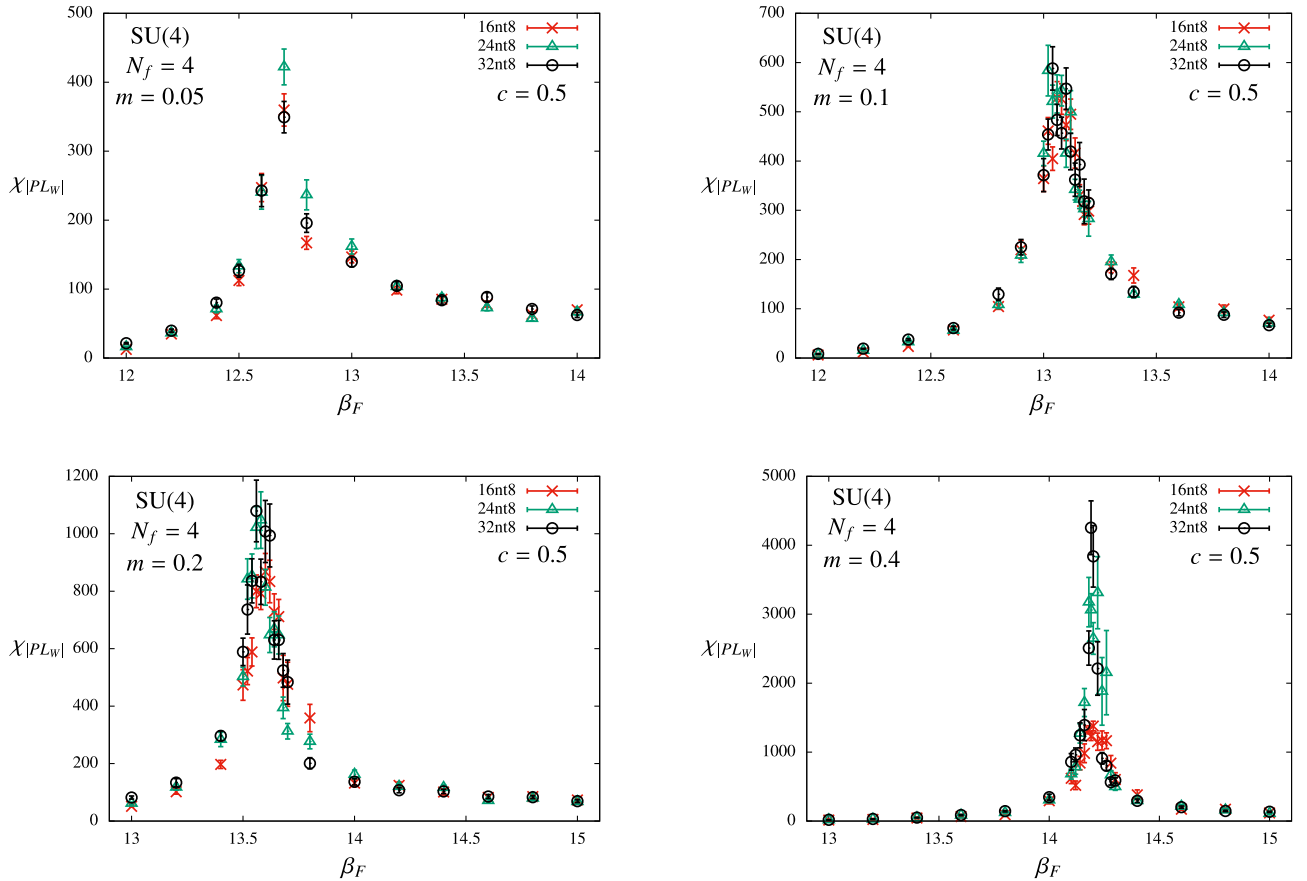 500
400
300
200
100
0
χ|PL_W|
12
12.5
13
13.5
14
β_F
SU(4)
N_f = 4
m = 0.05
16nt8
24nt8
32nt8
c = 0.5
700
600
500
400
300
200
100
0
χ|PL_W|
12
12.5
13
13.5
14
β_F
SU(4)
N_f = 4
m = 0.1
16nt8
24nt8
32nt8
c = 0.5
1200
1000
800
600
400
200
0
χ|PL_W|
13
13.5
14
14.5
15
β_F
SU(4)
N_f = 4
m = 0.2
16nt8
24nt8
32nt8
c = 0.5
5000
4000
3000
2000
1000
0
χ|PL_W|
13
13.5
14
14.5
15
β_F
SU(4)
N_f = 4
m = 0.4
16nt8
24nt8
32nt8
c = 0.5